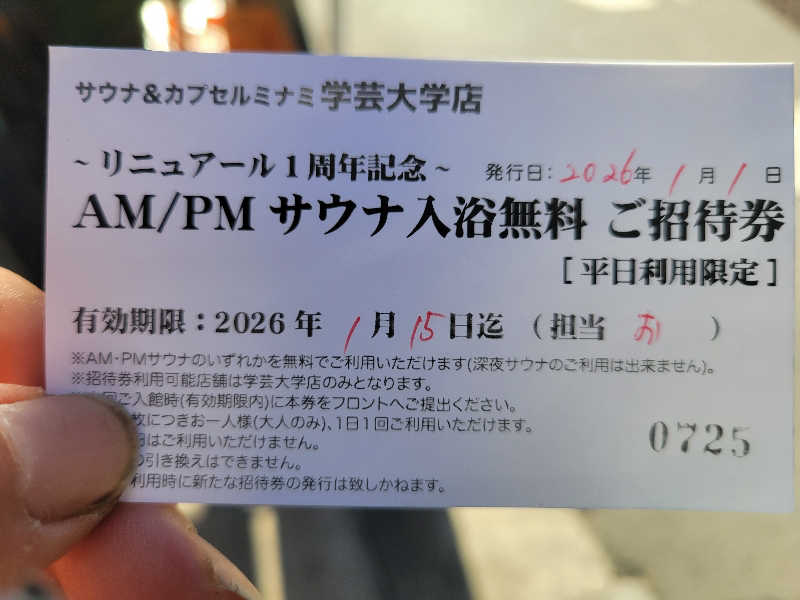 サウナ&カプセルミナミ 学芸大学店
~リニュアール1周年記念~ 発行日:2026年 1月 1日
AM/PM サウナ入浴無料 ご招待券
[平日利用限定]
有効期限:2026年 1月 15日迄 (担当 お )
※AM・PMサウナのいずれかを無料でご利用いただけます(深夜サウナのご利用は出来ません)。
※招待券利用可能店舗は学芸大学店のみとなります。
ご入館時(有効期限内)に本券をフロントへご提出ください。
枚につきお一人様(大人のみ)、1日1回ご利用いただけます。
はご利用いただけません。
の引き換えはできません。
利用時に新たな招待券の発行は致しかねます。
0725